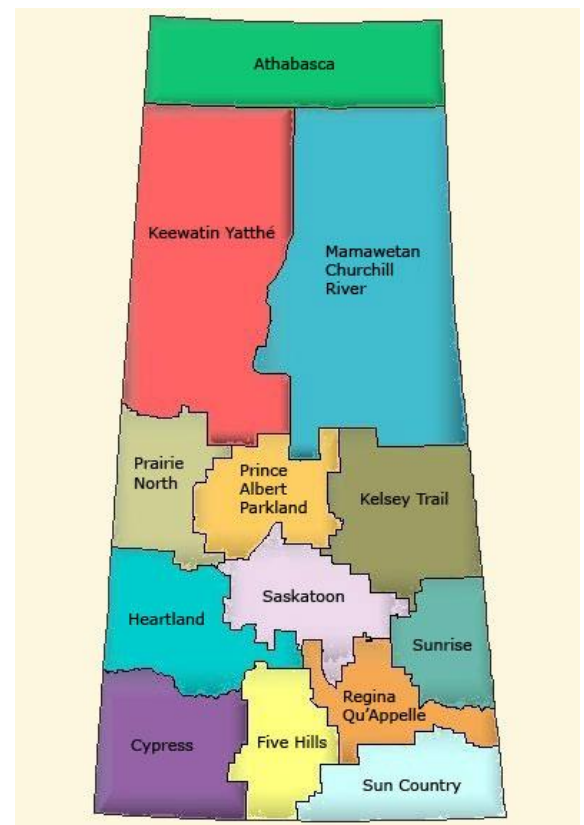 Athabasca
Keewatin Yatthé
Mamawetan
Churchill
River
Prairie
North
Prince
Albert
Parkland
Kelsey Trail
Saskatoon
Heartland
Sunrise
Regina
Qu'Appelle
Cypress
Five Hills
Sun Country